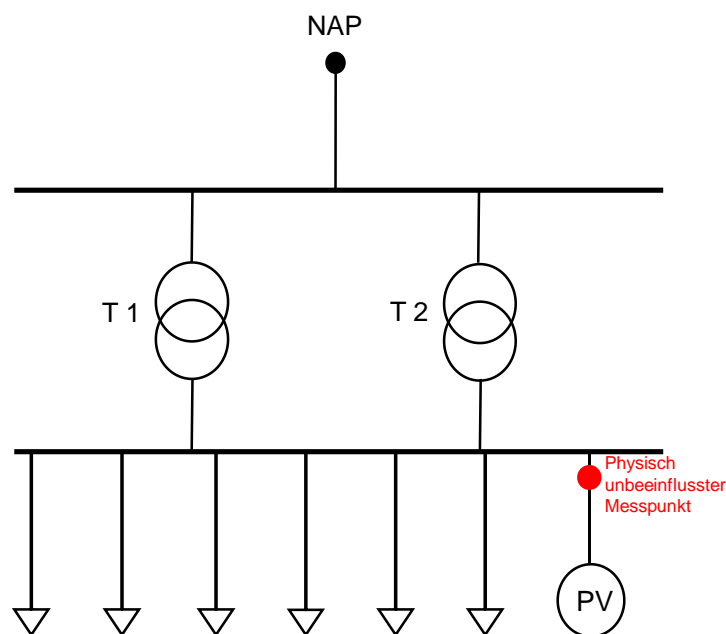 NAP
T 1
T 2
Physisch
unbeeinflusster
Messpunkt
PV